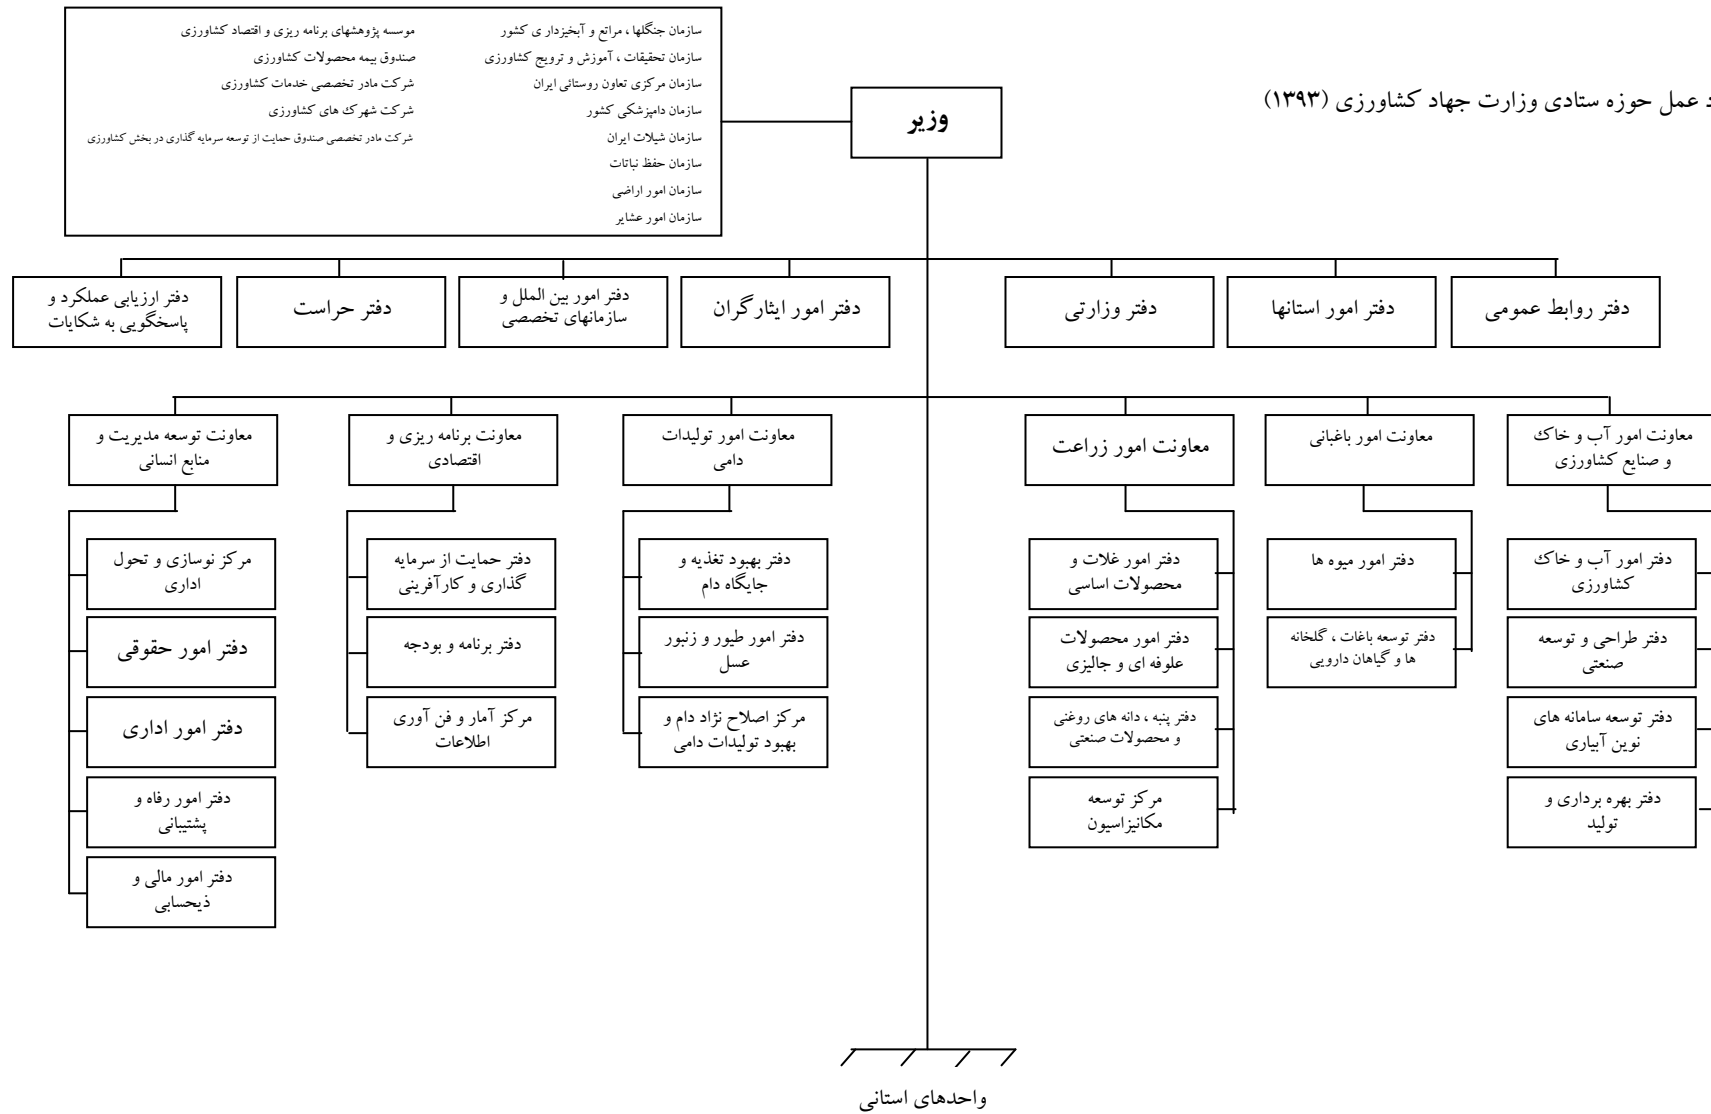 د عمل حوزه ستادی وزارت جهاد کشاورزی (۱۳۹۳)
وزیر
سازمان جنگلها ، مراتع و آبخیزدار ی کشور
سازمان تحقیقات ، آموزش و ترویج کشاورزی
سازمان مرکزی تعاون روستائی ایران
سازمان دامپزشکی کشور
سازمان شیلات ایران
سازمان حفظ نباتات
سازمان امور اراضی
سازمان امور عشایر
موسسه پژوهشهای برنامه ریزی و اقتصاد کشاورزی
صندوق بیمه محصولات کشاورزی
شرکت مادر تخصصی خدمات کشاورزی
شرکت شهرک های کشاورزی
شرکت مادر تخصصی صندوق حمایت از توسعه سرمایه گذاری در بخش کشاورزی
دفتر روابط عمومی
دفتر امور استانها
دفتر وزارتی
دفتر امور ایثارگران
دفتر امور بین الملل و
سازمانهای تخصصی
دفتر حراست
دفتر ارزیابی عملکرد و
پاسخگویی به شکایات
معاونت امور آب و خاک
و صنایع کشاورزی
دفتر امور آب و خاک
کشاورزی
دفتر طراحی و توسعه
صنعتی
دفتر توسعه سامانه های
نوین آبیاری
دفتر بهره برداری و
تولید
معاونت امور باغبانی
دفتر امور میوه ها
دفتر توسعه باغات ، گلخانه
ها و گیاهان دارویی
معاونت امور زراعت
دفتر امور غلات و
محصولات اساسی
دفتر امور محصولات
علوفه ای و جالیزی
دفتر پنبه ، دانه های روغنی
و محصولات صنعتی
مرکز توسعه
مکانیزاسیون
معاونت امور تولیدات
دامی
دفتر بهبود تغذیه و
جایگاه دام
دفتر امور طیور و زنبور
عسل
مرکز اصلاح نژاد دام و
بهبود تولیدات دامی
معاونت برنامه ریزی و
اقتصادی
دفتر حمایت از سرمایه
گذاری و کارآفرینی
دفتر برنامه و بودجه
مرکز آمار و فن آوری
اطلاعات
معاونت توسعه مدیریت و
منابع انسانی
مرکز نوسازی و تحول
اداری
دفتر امور حقوقی
دفتر امور اداری
دفتر امور رفاه و
پشتیبانی
دفتر امور مالی و
ذیحسابی
واحدهای استانی